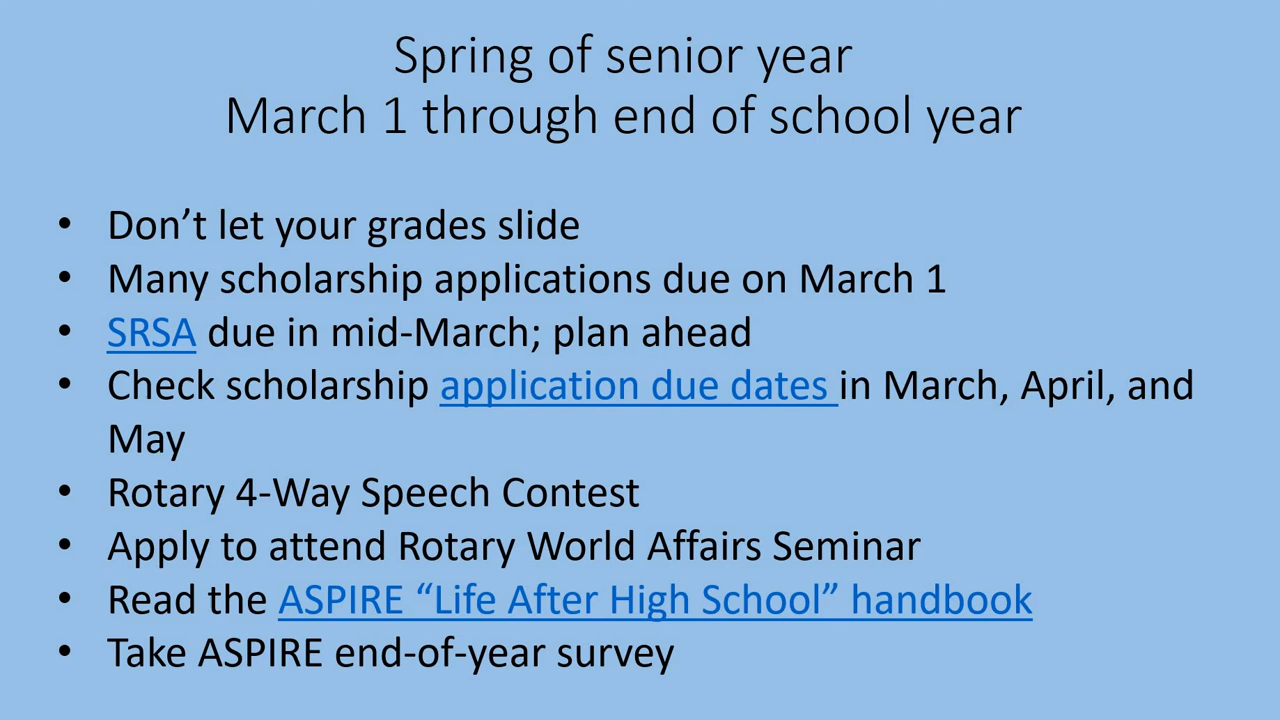 Spring of senior year
March 1 through end of school year
• Don’t let your grades slide
• Many scholarship applications due on March 1
• SRSA due in mid-March; plan ahead
• Check scholarship application due dates in March, April, and
May
• Rotary 4-Way Speech Contest
• Apply to attend Rotary World Affairs Seminar
• Read the ASPIRE “Life After High School” handbook
• Take ASPIRE end-of-year survey